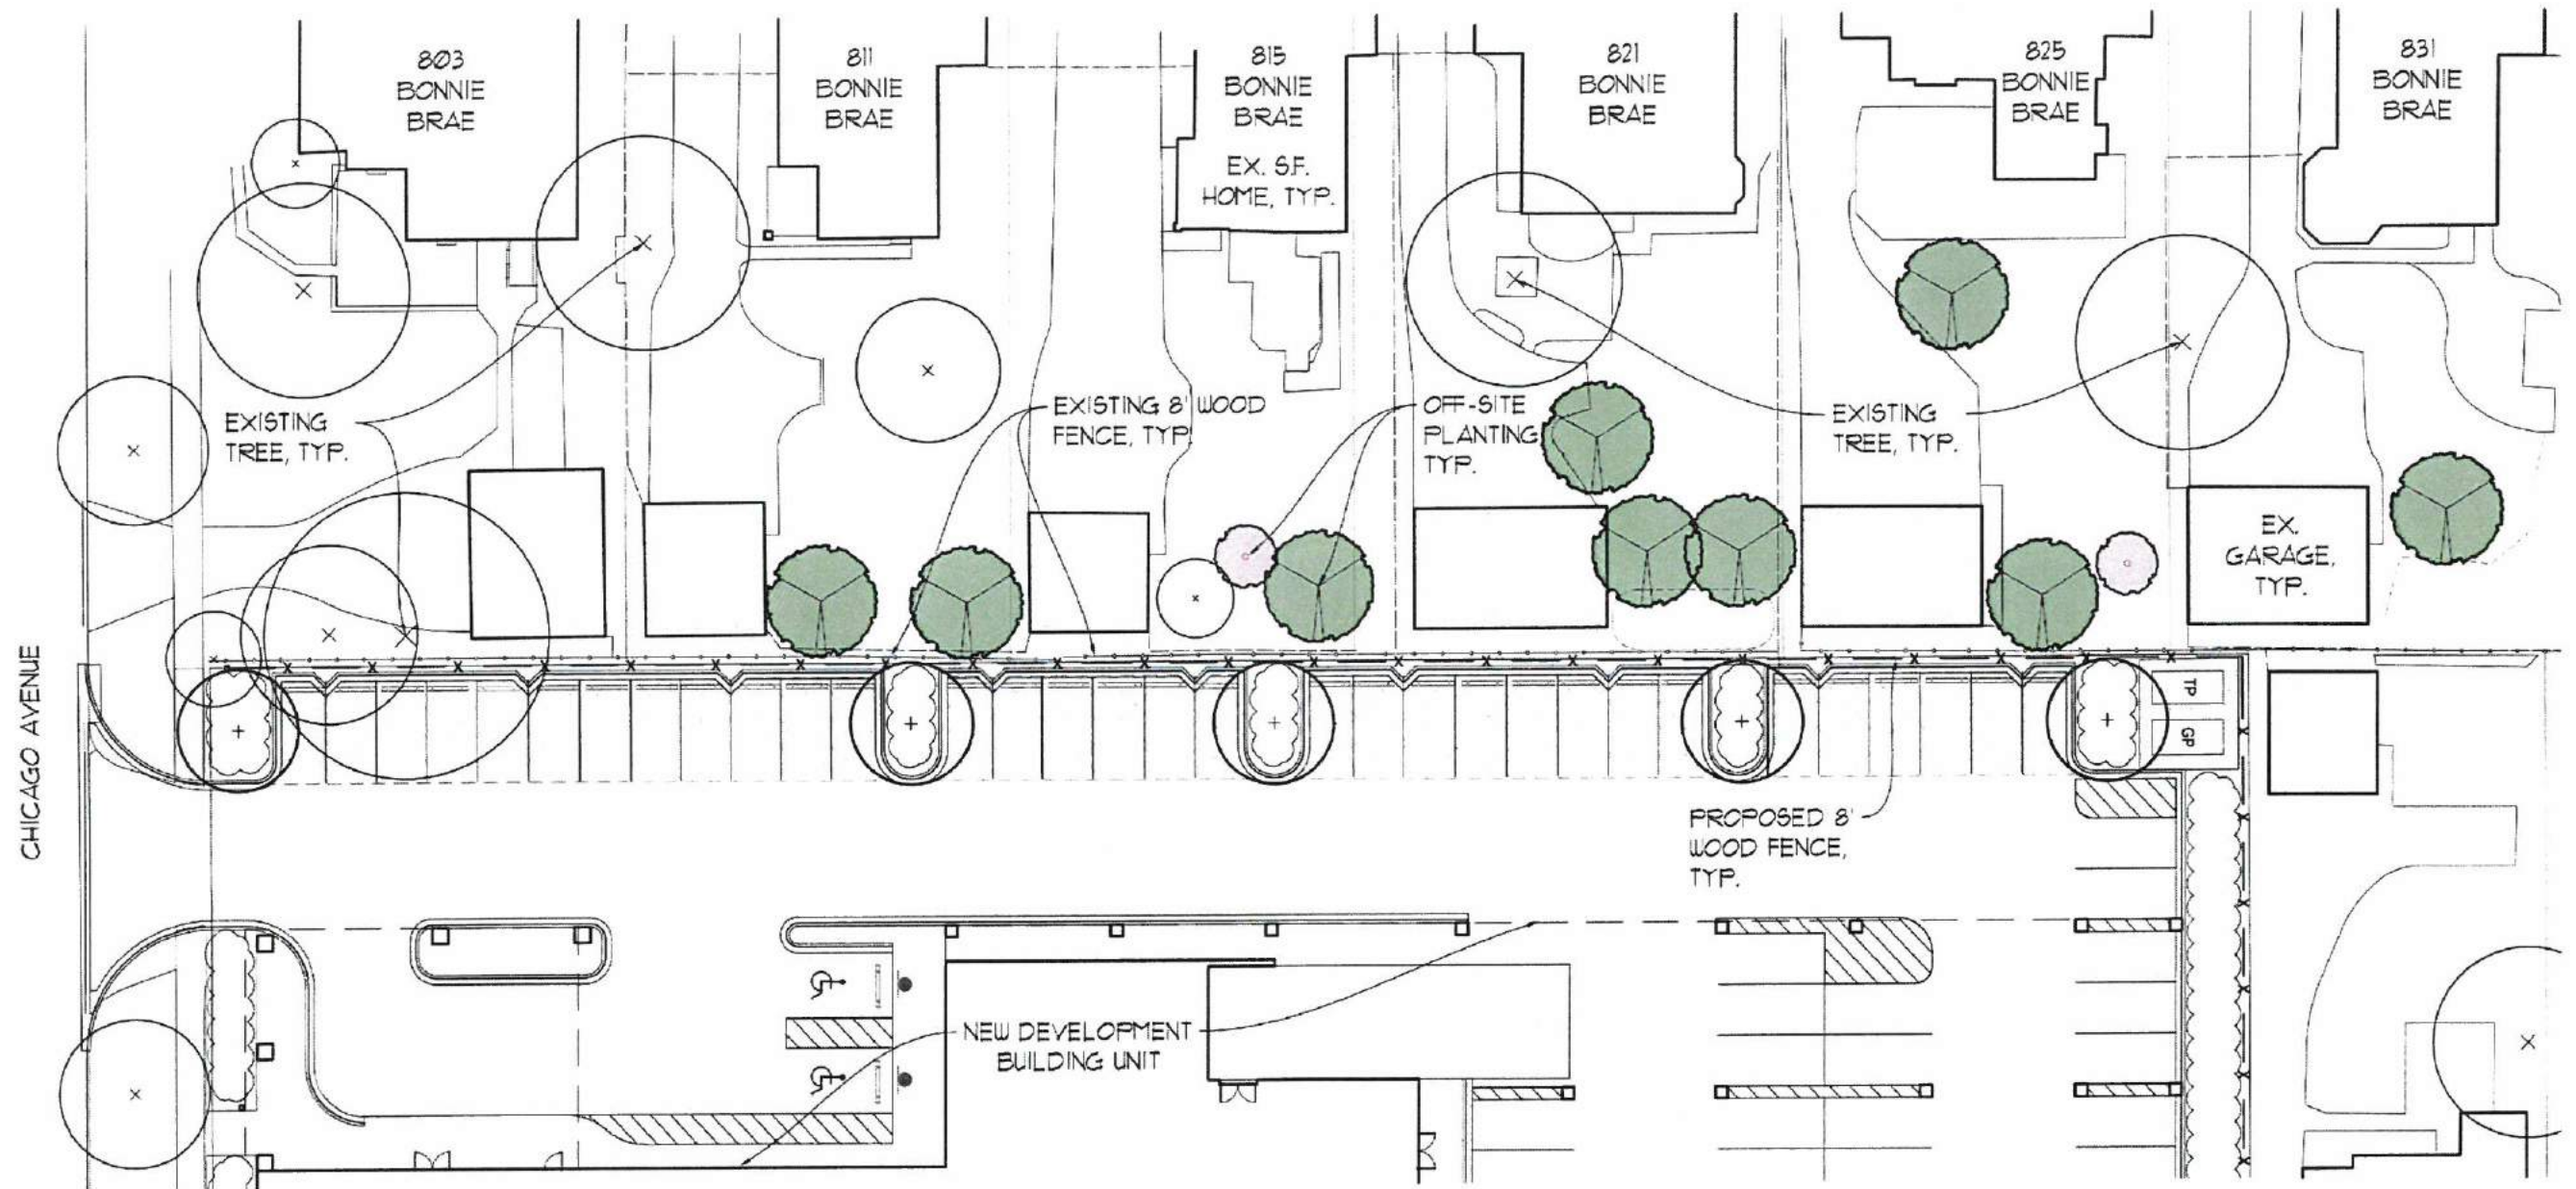 803
BONNIE
BRAE
811
BONNIE
BRAE
815
BONNIE
BRAE
EX. S.F.
HOME, TYP.
821
BONNIE
BRAE
825
BONNIE
BRAE
831
BONNIE
BRAE
EXISTING
TREE, TYP.
EXISTING 8' WOOD
FENCE, TYP.
OFF-SITE
PLANTING
TYP.
EXISTING
TREE, TYP.
EX.
GARAGE,
TYP.
CHICAGO AVENUE
TP
GP
PROPOSED 8'
WOOD FENCE,
TYP.
NEW DEVELOPMENT
BUILDING UNIT